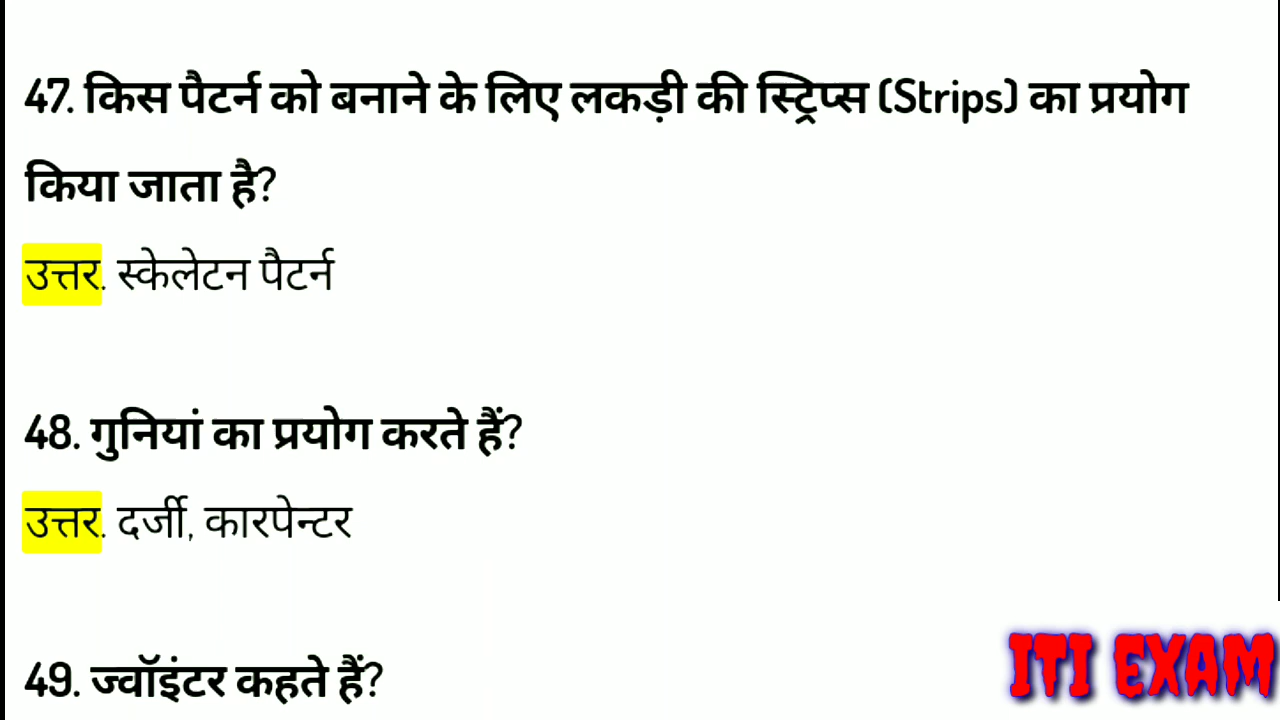 47. किस पैटर्न को बनाने के लिए लकड़ी की स्ट्रिप्स (Strips) का प्रयोग
किया जाता है?
उत्तर. स्केलेटन पैटर्न
48. गुनियां का प्रयोग करते हैं?
उत्तर. दर्जी, कारपेन्टर
49. ज्वॉइंटर कहते हैं?
ITI EXAM